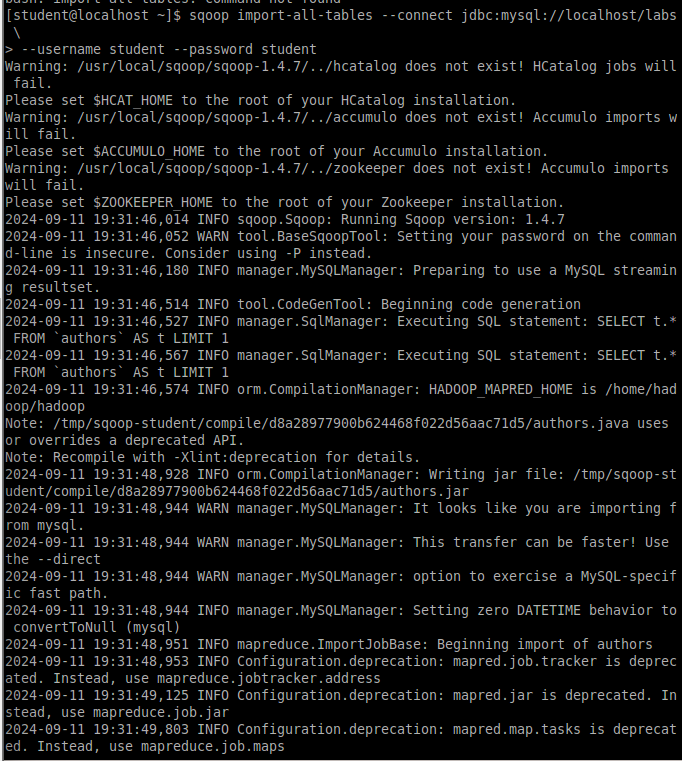 bash: import-all-tables: command not found
[student@localhost ~]$ sqoop import-all-tables --connect jdbc:mysql://localhost/labs
 \
> --username student --password student
Warning: /usr/local/sqoop/sqoop-1.4.7/../hcatalog does not exist! HCatalog jobs will
 fail.
Please set $HCAT_HOME to the root of your HCatalog installation.
Warning: /usr/local/sqoop/sqoop-1.4.7/../accumulo does not exist! Accumulo imports w
ill fail.
Please set $ACCUMULO_HOME to the root of your Accumulo installation.
Warning: /usr/local/sqoop/sqoop-1.4.7/../zookeeper does not exist! Accumulo imports
will fail.
Please set $ZOOKEEPER_HOME to the root of your Zookeeper installation.
2024-09-11 19:31:46,014 INFO sqoop.Sqoop: Running Sqoop version: 1.4.7
2024-09-11 19:31:46,052 WARN tool.BaseSqoopTool: Setting your password on the comman
d-line is insecure. Consider using -P instead.
2024-09-11 19:31:46,180 INFO manager.MySQLManager: Preparing to use a MySQL streamin
g resultset.
2024-09-11 19:31:46,514 INFO tool.CodeGenTool: Beginning code generation
2024-09-11 19:31:46,527 INFO manager.SqlManager: Executing SQL statement: SELECT t.*
 FROM `authors` AS t LIMIT 1
2024-09-11 19:31:46,567 INFO manager.SqlManager: Executing SQL statement: SELECT t.*
 FROM `authors` AS t LIMIT 1
2024-09-11 19:31:46,574 INFO orm.CompilationManager: HADOOP_MAPRED_HOME is /home/had
oop/hadoop
Note: /tmp/sqoop-student/compile/d8a28977900b624468f022d56aac71d5/authors.java uses
or overrides a deprecated API.
Note: Recompile with -Xlint:deprecation for details.
2024-09-11 19:31:48,928 INFO orm.CompilationManager: Writing jar file: /tmp/sqoop-st
udent/compile/d8a28977900b624468f022d56aac71d5/authors.jar
2024-09-11 19:31:48,944 WARN manager.MySQLManager: It looks like you are importing f
rom mysql.
2024-09-11 19:31:48,944 WARN manager.MySQLManager: This transfer can be faster! Use
the --direct
2024-09-11 19:31:48,944 WARN manager.MySQLManager: option to exercise a MySQL-specif
ic fast path.
2024-09-11 19:31:48,944 INFO manager.MySQLManager: Setting zero DATETIME behavior to
 convertToNull (mysql)
2024-09-11 19:31:48,951 INFO mapreduce.ImportJobBase: Beginning import of authors
2024-09-11 19:31:48,953 INFO Configuration.deprecation: mapred.job.tracker is deprec
ated. Instead, use mapreduce.jobtracker.address
2024-09-11 19:31:49,125 INFO Configuration.deprecation: mapred.jar is deprecated. In
stead, use mapreduce.job.jar
2024-09-11 19:31:49,803 INFO Configuration.deprecation: mapred.map.tasks is deprecat
ed. Instead, use mapreduce.job.maps